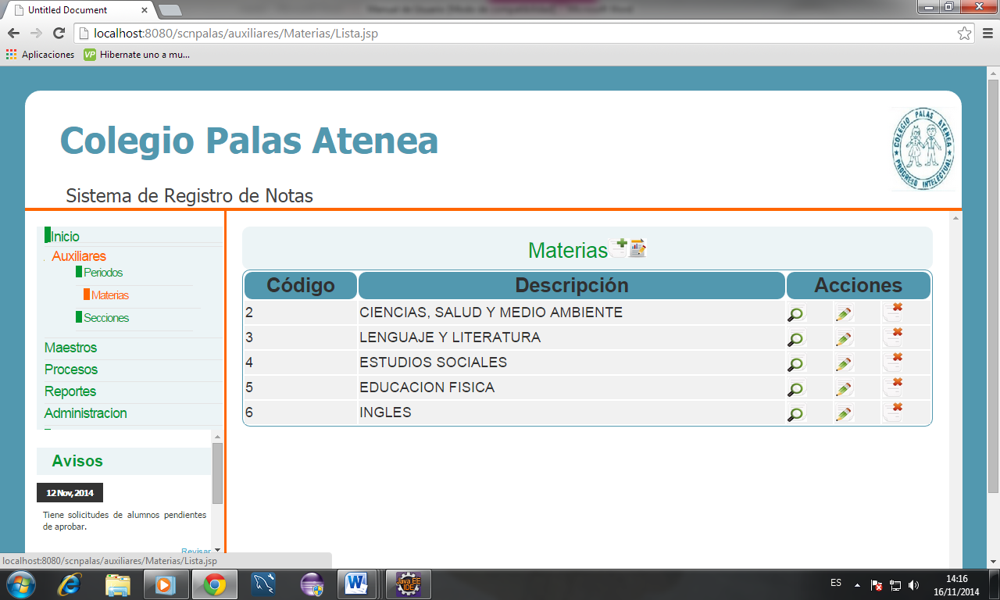 Untitled Document
localhost:8080/scnpalas/auxiliares/Materias/Lista.jsp
Aplicaciones
VP Hibernate uno a mu...
Colegio Palas Atenea
COLEGIO PALAS ATENEA
PROGRESO INTELECTUAL
Sistema de Registro de Notas
Inicio
Auxiliares
Periodos
Materias
Secciones
Maestros
Procesos
Reportes
Administracion
Avisos
12 Nov, 2014
Tiene solicitudes de alumnos pendientes
de aprobar.
Revisar
Materias
Código Descripción Acciones
2 CIENCIAS, SALUD Y MEDIO AMBIENTE
3 LENGUAJE Y LITERATURA
4 ESTUDIOS SOCIALES
5 EDUCACION FISICA
6 INGLES
localhost:8080/scnpalas/auxiliares/Materias/Lista.jsp
Java EE
IDE
ES
14:16
16/11/2014